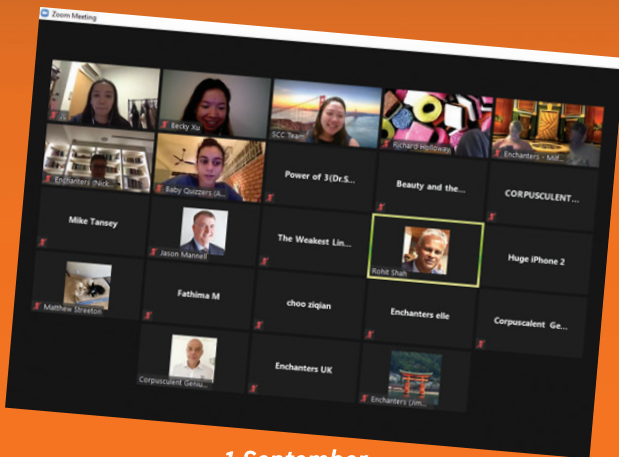 Zoom Meeting
Becky Xu
SCC Team
Richard Holloway
Enchanters - Milf...
Enchanters (Nick...
Baby Quizzers (A...
Power of 3(Dr.S...
Beauty and the...
CORPUSCULENT...
Mike Tansey
Jason Mannell
The Weakest Lin...
Rohit Shah
Huge iPhone 2
Matthew Streeton
Fathima M
choo ziqian
Enchanters elle
Corpuscalent Ge...
Corpusculent Geniu...
Enchanters UK
Enchanters (Jim...
1 September